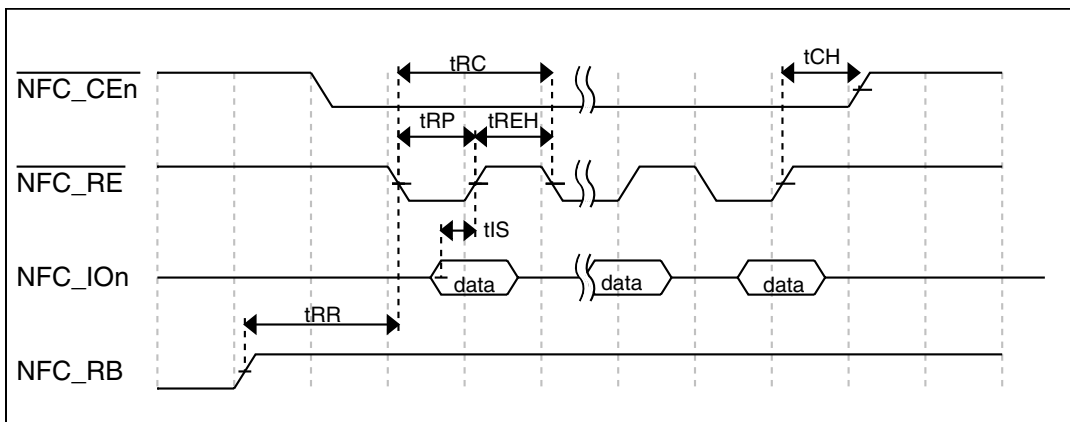 tRC
tCH
NFC_CEn
tRP
tREH
NFC_RE
tIS
NFC_IOn
data
data
data
tRR
NFC_RB